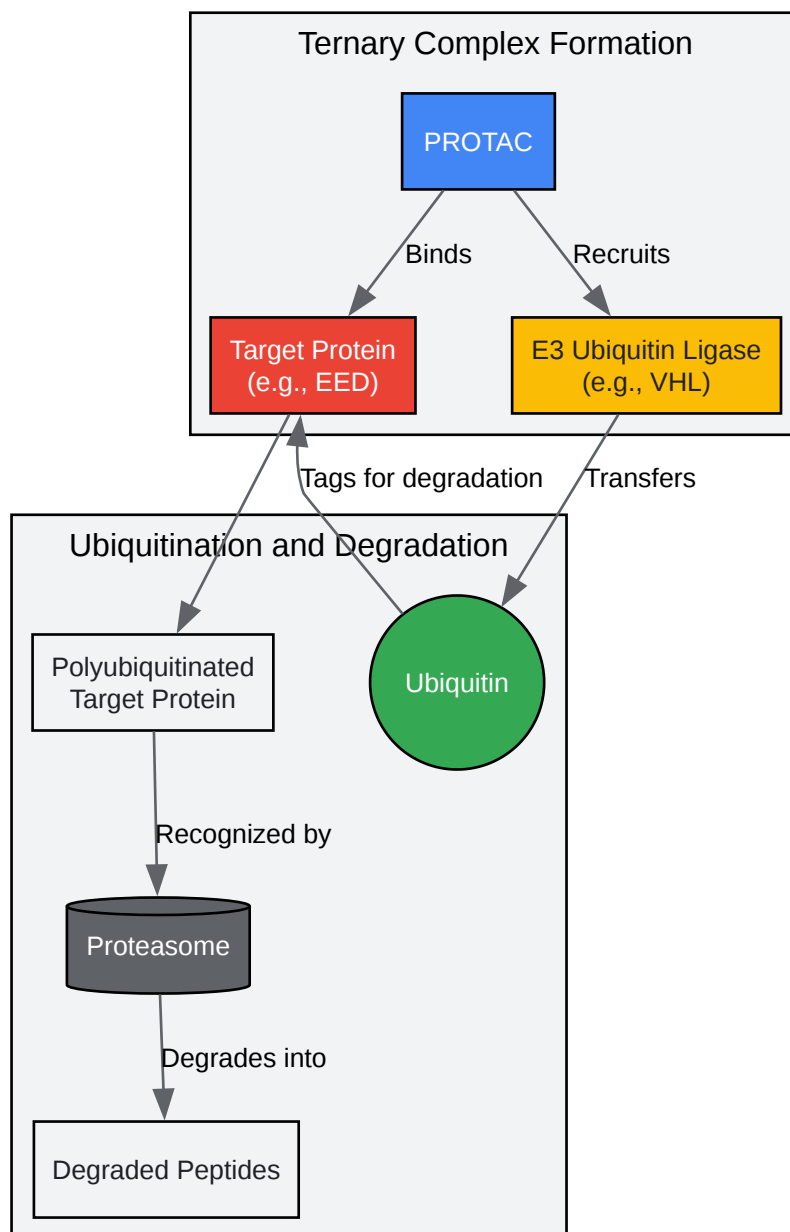 Ternary Complex Formation
PROTAC
Binds
Recruits
Target Protein
(e.g., EED)
E3 Ubiquitin Ligase
(e.g., VHL)
Tags for degradation
Transfers
Ubiquitination and Degradation
Polyubiquitinated
Target Protein
Ubiquitin
Recognized by
Proteasome
Degrades into
Degraded Peptides